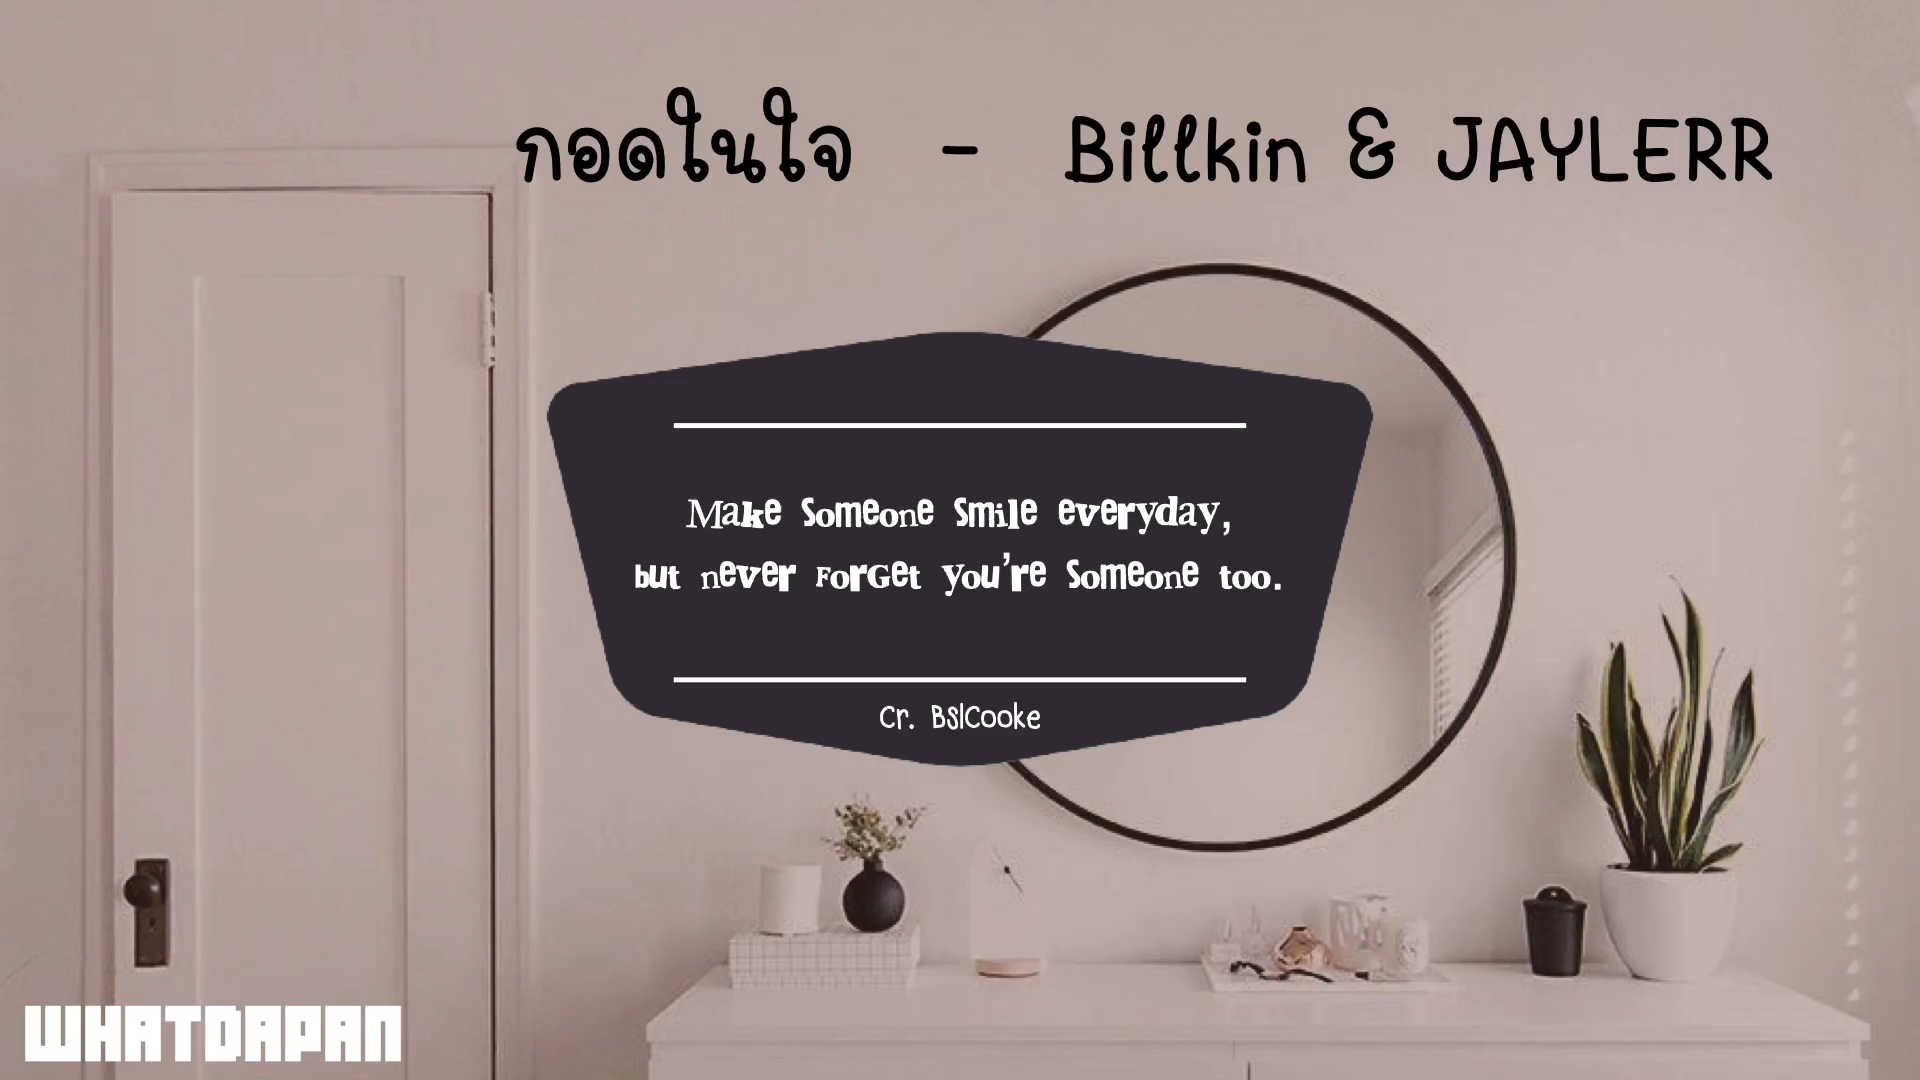 กอดในใจ - Billkin & JAYLERR
Make Someone Smile everyday,
but never Forget you're Someone too.
Cr. BslCooke
WHATDAPAN